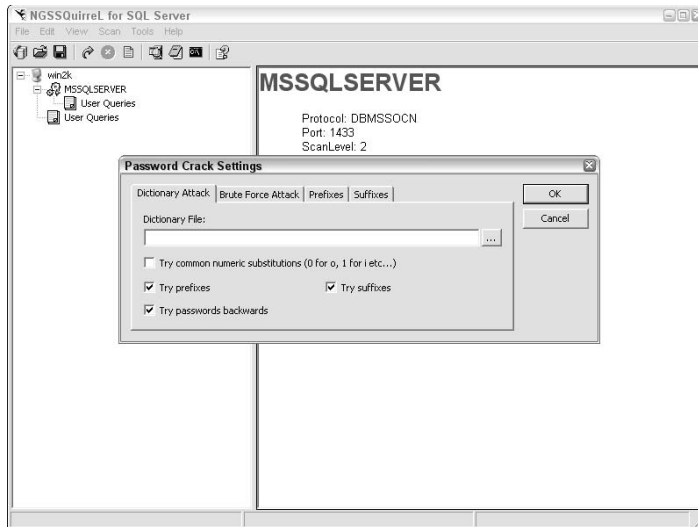 NGSSQuirreL for SQL Server
File Edit View Scan Tools Help
win2k
MSSQLSERVER
User Queries
User Queries
MSSQLSERVER
Protocol: DBMSSOCN
Port: 1433
ScanLevel: 2
Password Crack Settings
Dictionary Attack Brute Force Attack Prefixes Suffixes
OK
Cancel
Dictionary File:
...
Try common numeric substitutions (0 for o, 1 for i etc...)
Try prefixes Try suffixes
Try passwords backwards